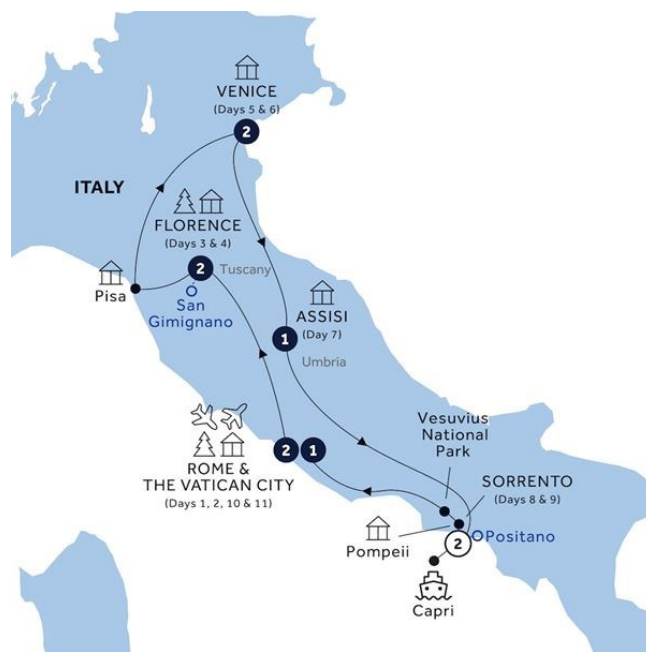 VENICE
(Days 5 & 6)
2
ITALY
FLORENCE
(Days 3 & 4)
2
Tuscany
Pisa
San
Gimignano
ASSISI
(Day 7)
1
Umbria
Vesuvius
National
Park
2 1
ROME &
THE VATICAN CITY
(Days 1, 2, 10 & 11)
SORRENTO
(Days 8 & 9)
Pompeii
2
Positano
Capri